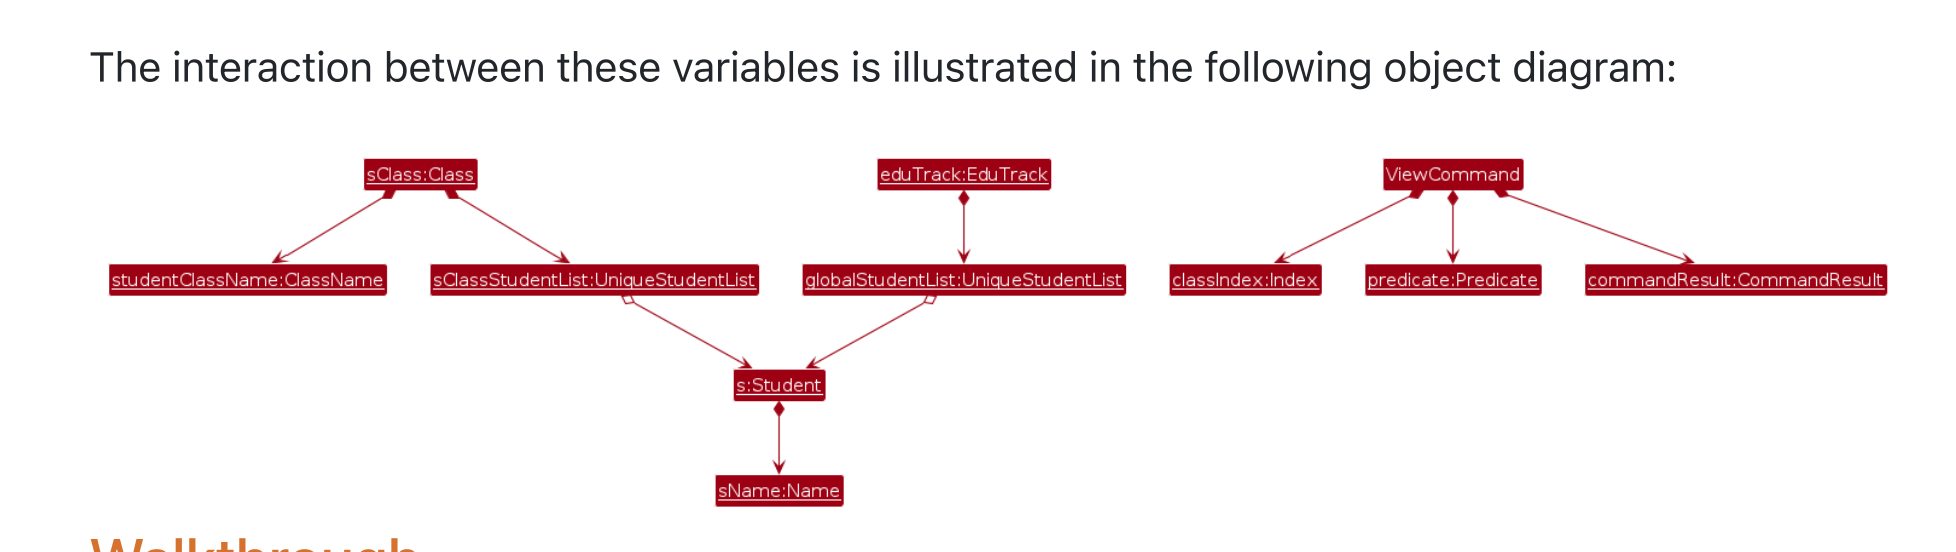 The interaction between these variables is illustrated in the following object diagram:
sClass:Class
eduTrack:EduTrack
ViewCommand
studentClassName:ClassName
sClassStudentList:UniqueStudentList
globalStudentList:UniqueStudentList
classIndex:Index
predicate:Predicate
commandResult:CommandResult
s:Student
sName:Name
Walkthrough